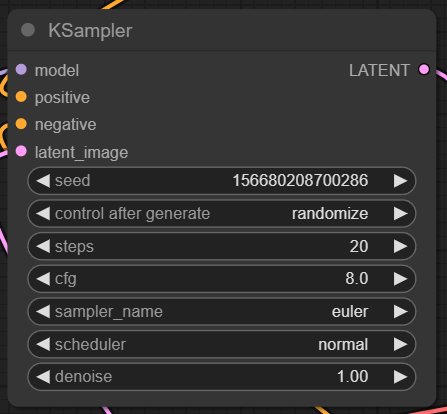 KSampler
model LATENT
positive
negative
latent_image
seed 156680208700286
control after generate randomize
steps 20
cfg 8.0
sampler_name euler
scheduler normal
denoise 1.00